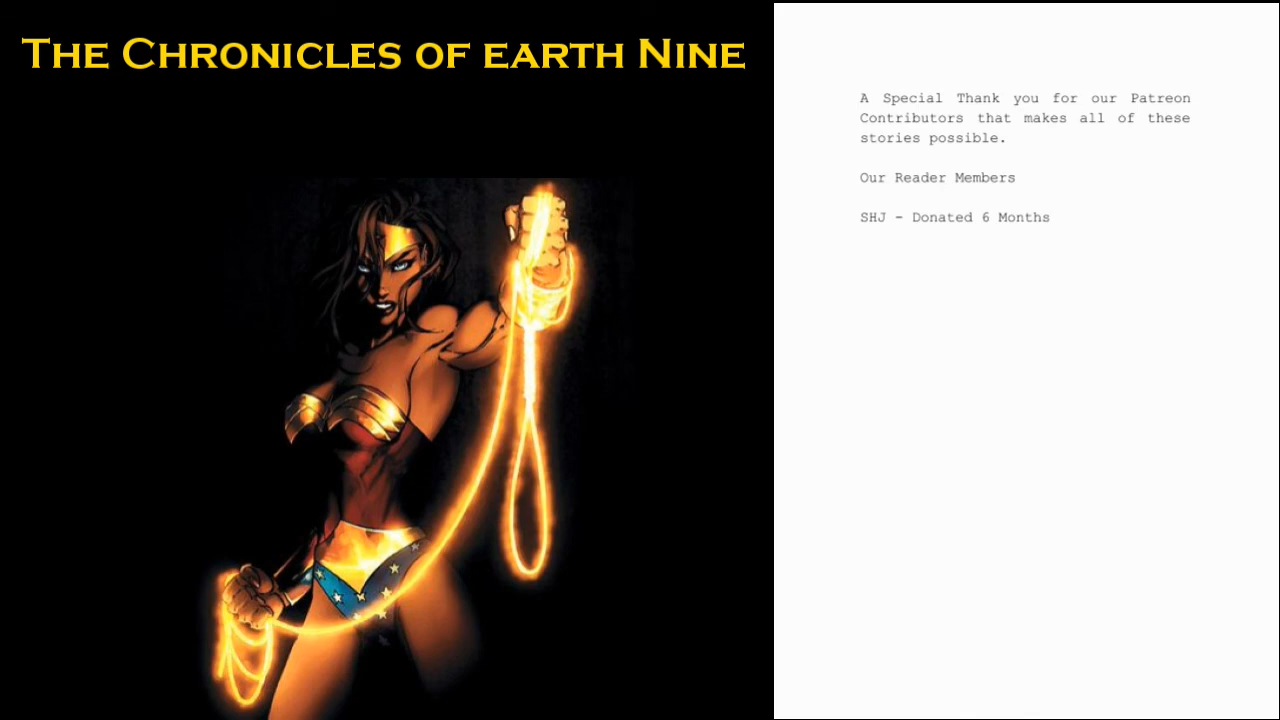 The Chronicles of earth Nine
A Special Thank you for our Patreon
Contributors that makes all of these
stories possible.
Our Reader Members
SHJ - Donated 6 Months